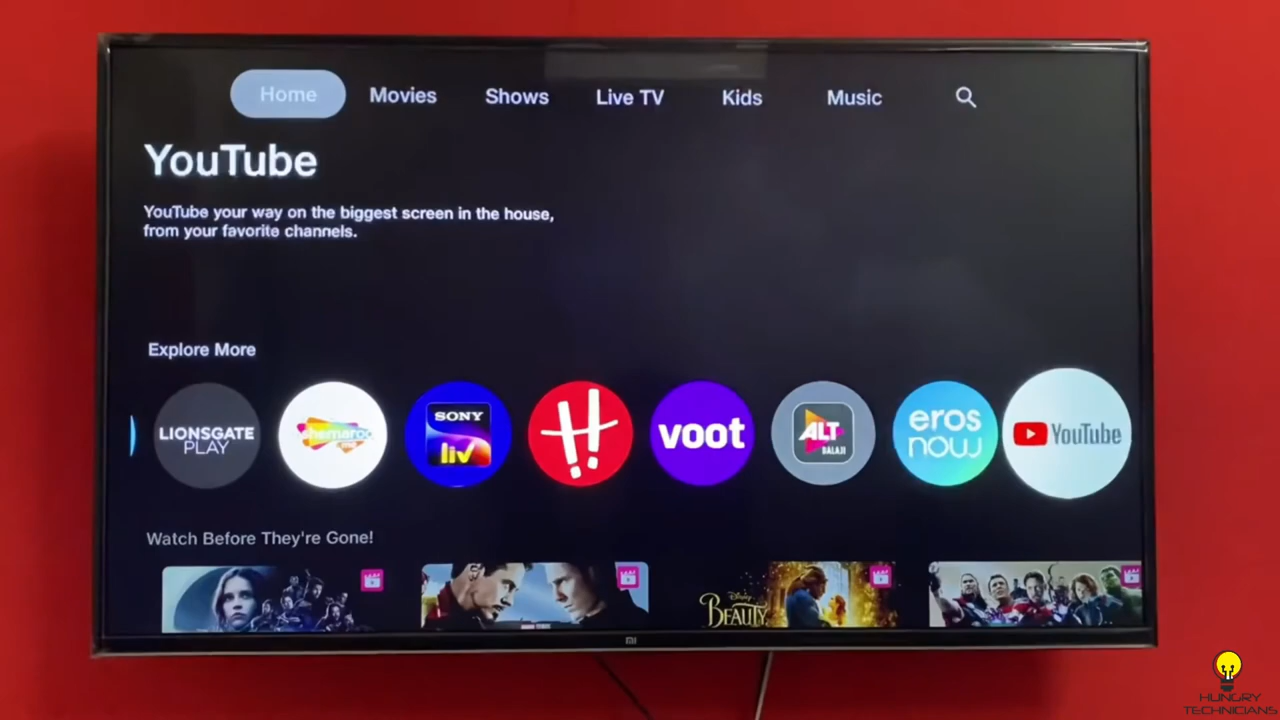 Home
Movies
Shows
Live TV
Kids
Music
YouTube
YouTube your way on the biggest screen in the house,
from your favorite channels.
Explore More
LIONSGATE
PLAY
shemaroo
me
SONY
liv
H
voot
ALT
BALAJI
eros
now
YouTube
Watch Before They're Gone!
Disney
BEAUTY
MI
HUNGRY
TECHNICIANS